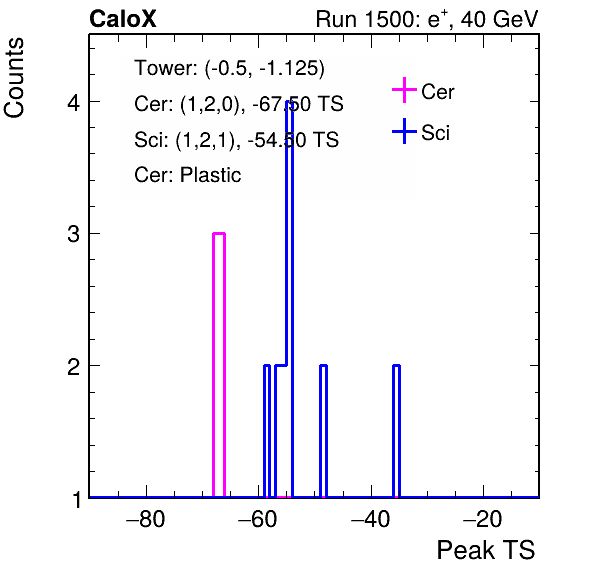 CaloX Run 1500: e⁺, 40 GeV
Counts
Tower: (-0.5, -1.125)
Cer: (1,2,0), -67.50 TS
Sci: (1,2,1), -54.50 TS
Cer: Plastic
Cer
Sci
4
3
2
1
−80 −60 −40 −20
Peak TS